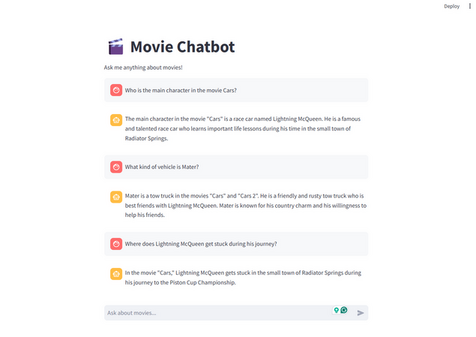 Deploy
Movie Chatbot
Ask me anything about movies!
Who is the main character in the movie Cars?
The main character in the movie "Cars" is a race car named Lightning McQueen. He is a famous
and talented race car who learns important life lessons during his time in the small town of
Radiator Springs.
What kind of vehicle is Mater?
Mater is a tow truck in the movies "Cars" and "Cars 2". He is a friendly and rusty tow truck who is
best friends with Lightning McQueen. Mater is known for his country charm and his willingness to
help his friends.
Where does Lightning McQueen get stuck during his journey?
In the movie "Cars," Lightning McQueen gets stuck in the small town of Radiator Springs during
his journey to the Piston Cup Championship.
Ask about movies...